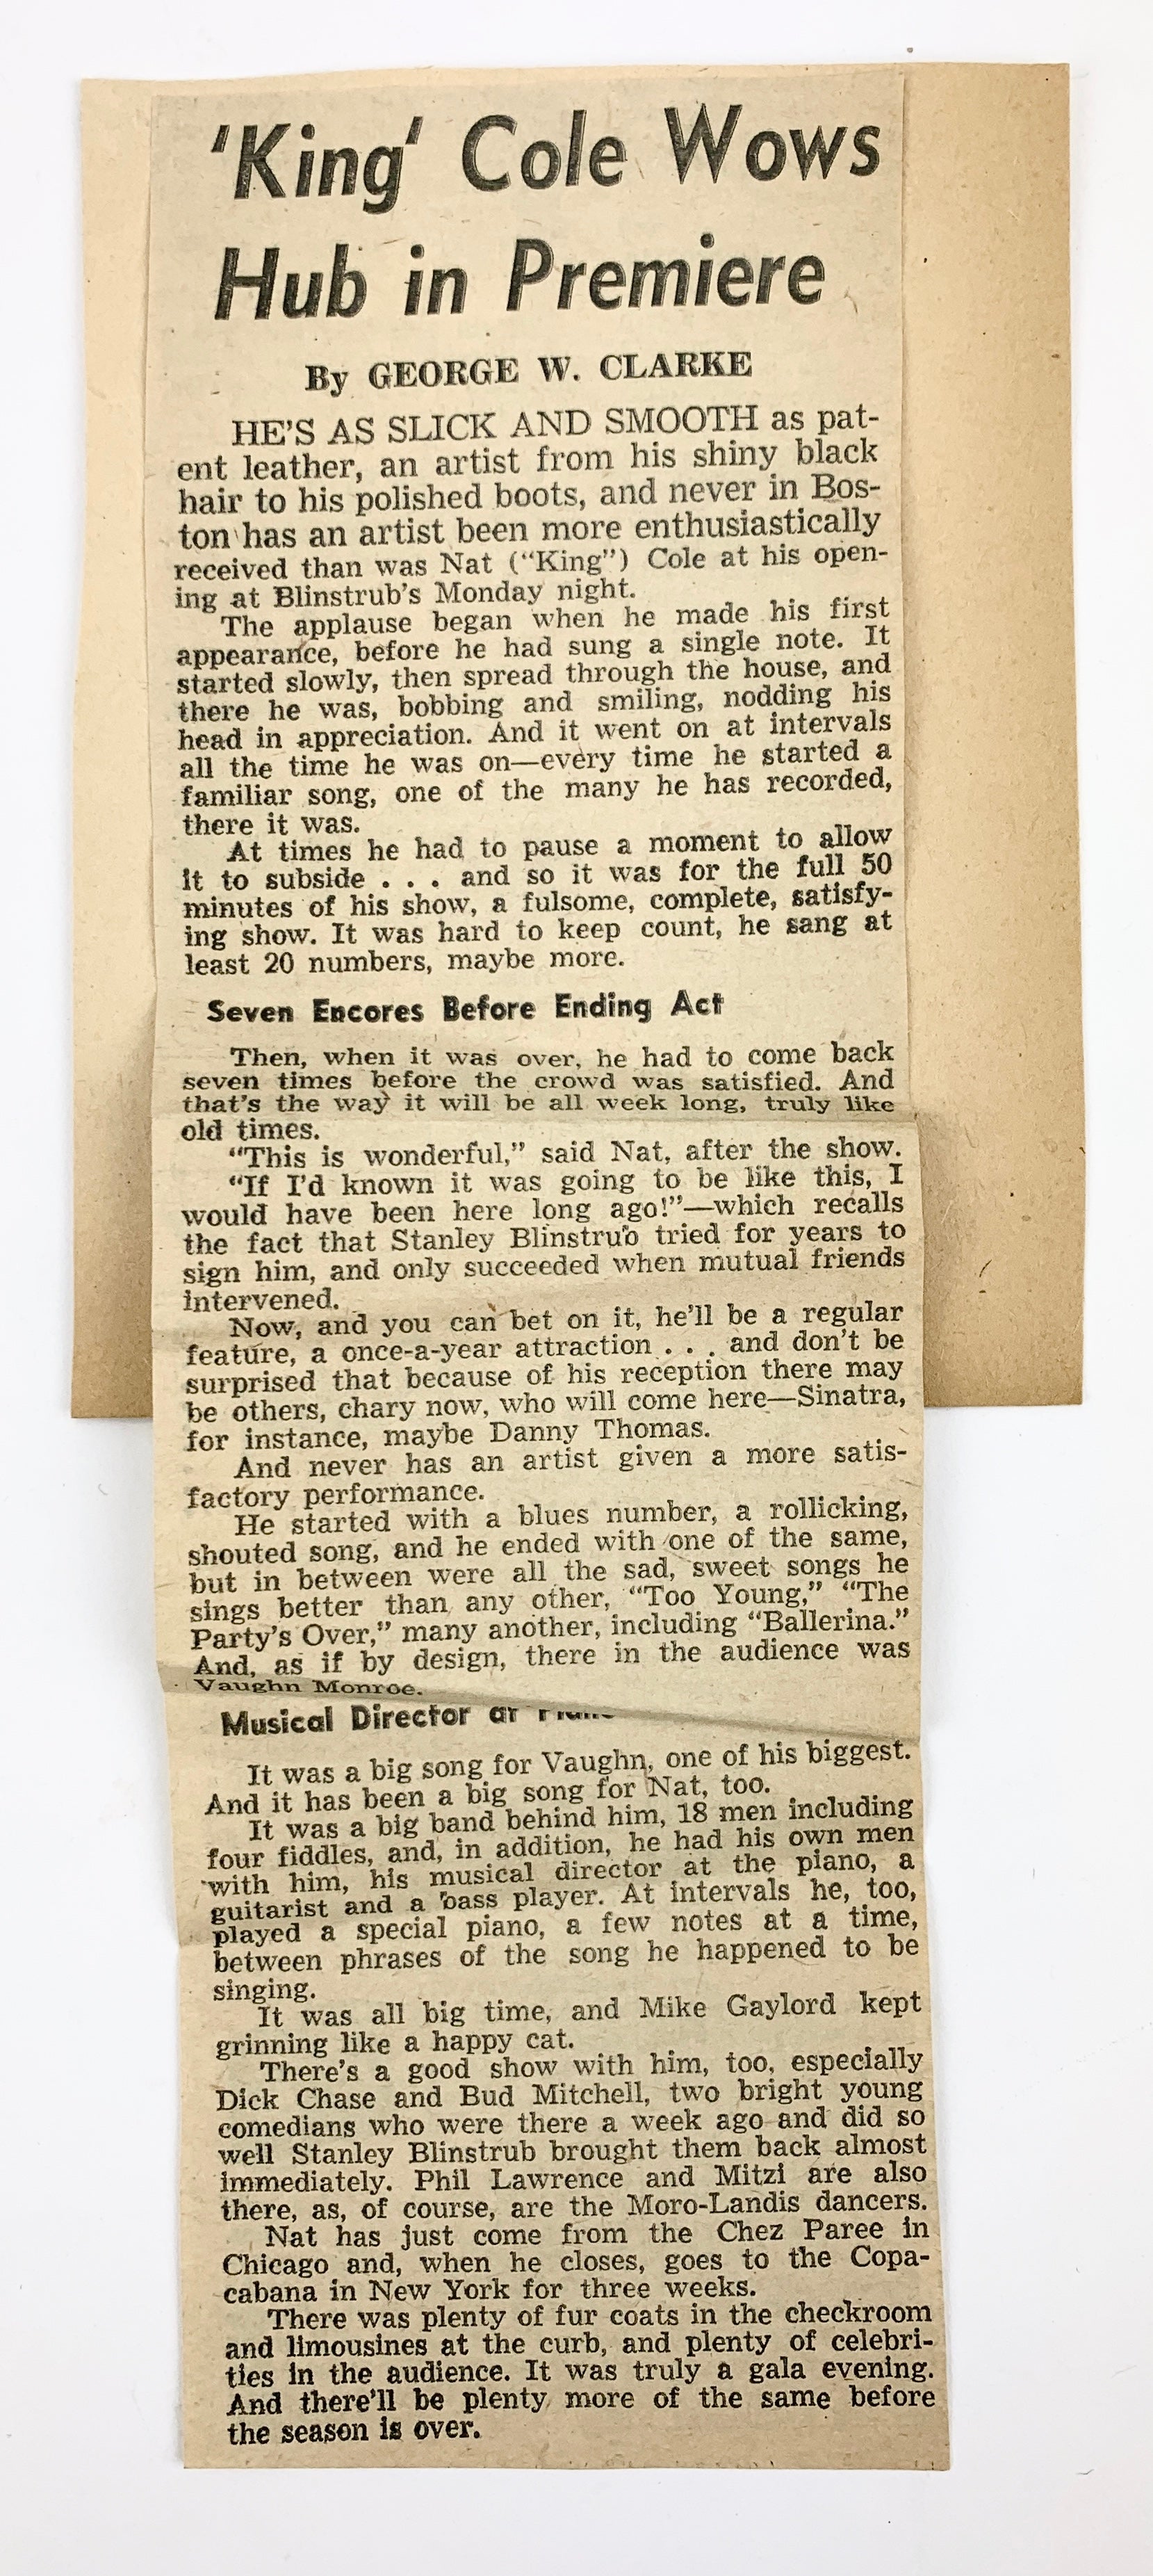 'King' Cole Wows
Hub in Premiere
By GEORGE W. CLARKE
HE'S AS SLICK AND SMOOTH as pat-
ent leather, an artist from his shiny black
hair to his polished boots, and never in Bos-
ton has an artist been more enthusiastically
received than was Nat ("King") Cole at his open-
ing at Blinstrub's Monday night.
The applause began when he made his first
appearance, before he had sung a single note. It
started slowly, then spread through the house, and
there he was, bobbing and smiling, nodding his
head in appreciation. And it went on at intervals
all the time he was on—every time he started a
familiar song, one of the many he has recorded,
there it was.
At times he had to pause a moment to allow
it to subside . . . and so it was for the full 50
minutes of his show, a fulsome, complete, satisfy-
ing show. It was hard to keep count, he sang at
least 20 numbers, maybe more.
Seven Encores Before Ending Act
Then, when it was over, he had to come back
seven times before the crowd was satisfied. And
that's the way it will be all week long, truly like
old times.
"This is wonderful," said Nat, after the show.
"If I'd known it was going to be like this, I
would have been here long ago!"—which recalls
the fact that Stanley Blinstrub tried for years to
sign him, and only succeeded when mutual friends
intervened.
Now, and you can bet on it, he'll be a regular
feature, a once-a-year attraction . . . and don't be
surprised that because of his reception there may
be others, chary now, who will come here—Sinatra,
for instance, maybe Danny Thomas.
And never has an artist given a more satis-
factory performance.
He started with a blues number, a rollicking,
shouted song, and he ended with one of the same,
but in between were all the sad, sweet songs he
sings better than any other, "Too Young," "The
Party's Over," many another, including "Ballerina."
And, as if by design, there in the audience was
Vaughn Monroe.
Musical Director at
It was a big song for Vaughn, one of his biggest.
And it has been a big song for Nat, too.
It was a big band behind him, 18 men including
four fiddles, and, in addition, he had his own men
with him, his musical director at the piano, a
guitarist and a bass player. At intervals he, too,
played a special piano, a few notes at a time,
between phrases of the song he happened to be
singing.
It was all big time, and Mike Gaylord kept
grinning like a happy cat.
There's a good show with him, too, especially
Dick Chase and Bud Mitchell, two bright young
comedians who were there a week ago and did so
well Stanley Blinstrub brought them back almost
immediately. Phil Lawrence and Mitzi are also
there, as, of course, are the Moro-Landis dancers.
Nat has just come from the Chez Paree in
Chicago and, when he closes, goes to the Copa-
cabana in New York for three weeks.
There was plenty of fur coats in the checkroom
and limousines at the curb, and plenty of celebri-
ties in the audience. It was truly a gala evening.
And there'll be plenty more of the same before
the season is over.